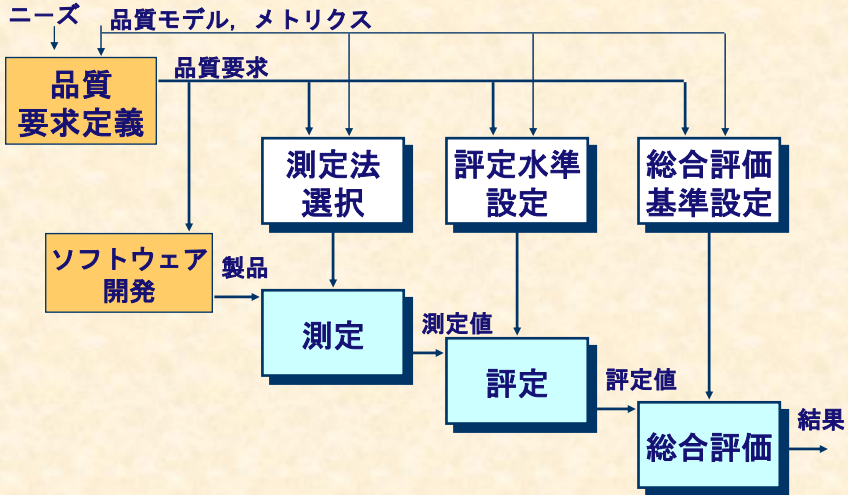 ニーズ
品質モデル，メトリクス
品質
要求定義
品質要求
測定法
選択
評定水準
設定
総合評価
基準設定
ソフトウェア
開発
製品
測定
測定値
評定
評定値
総合評価
結果